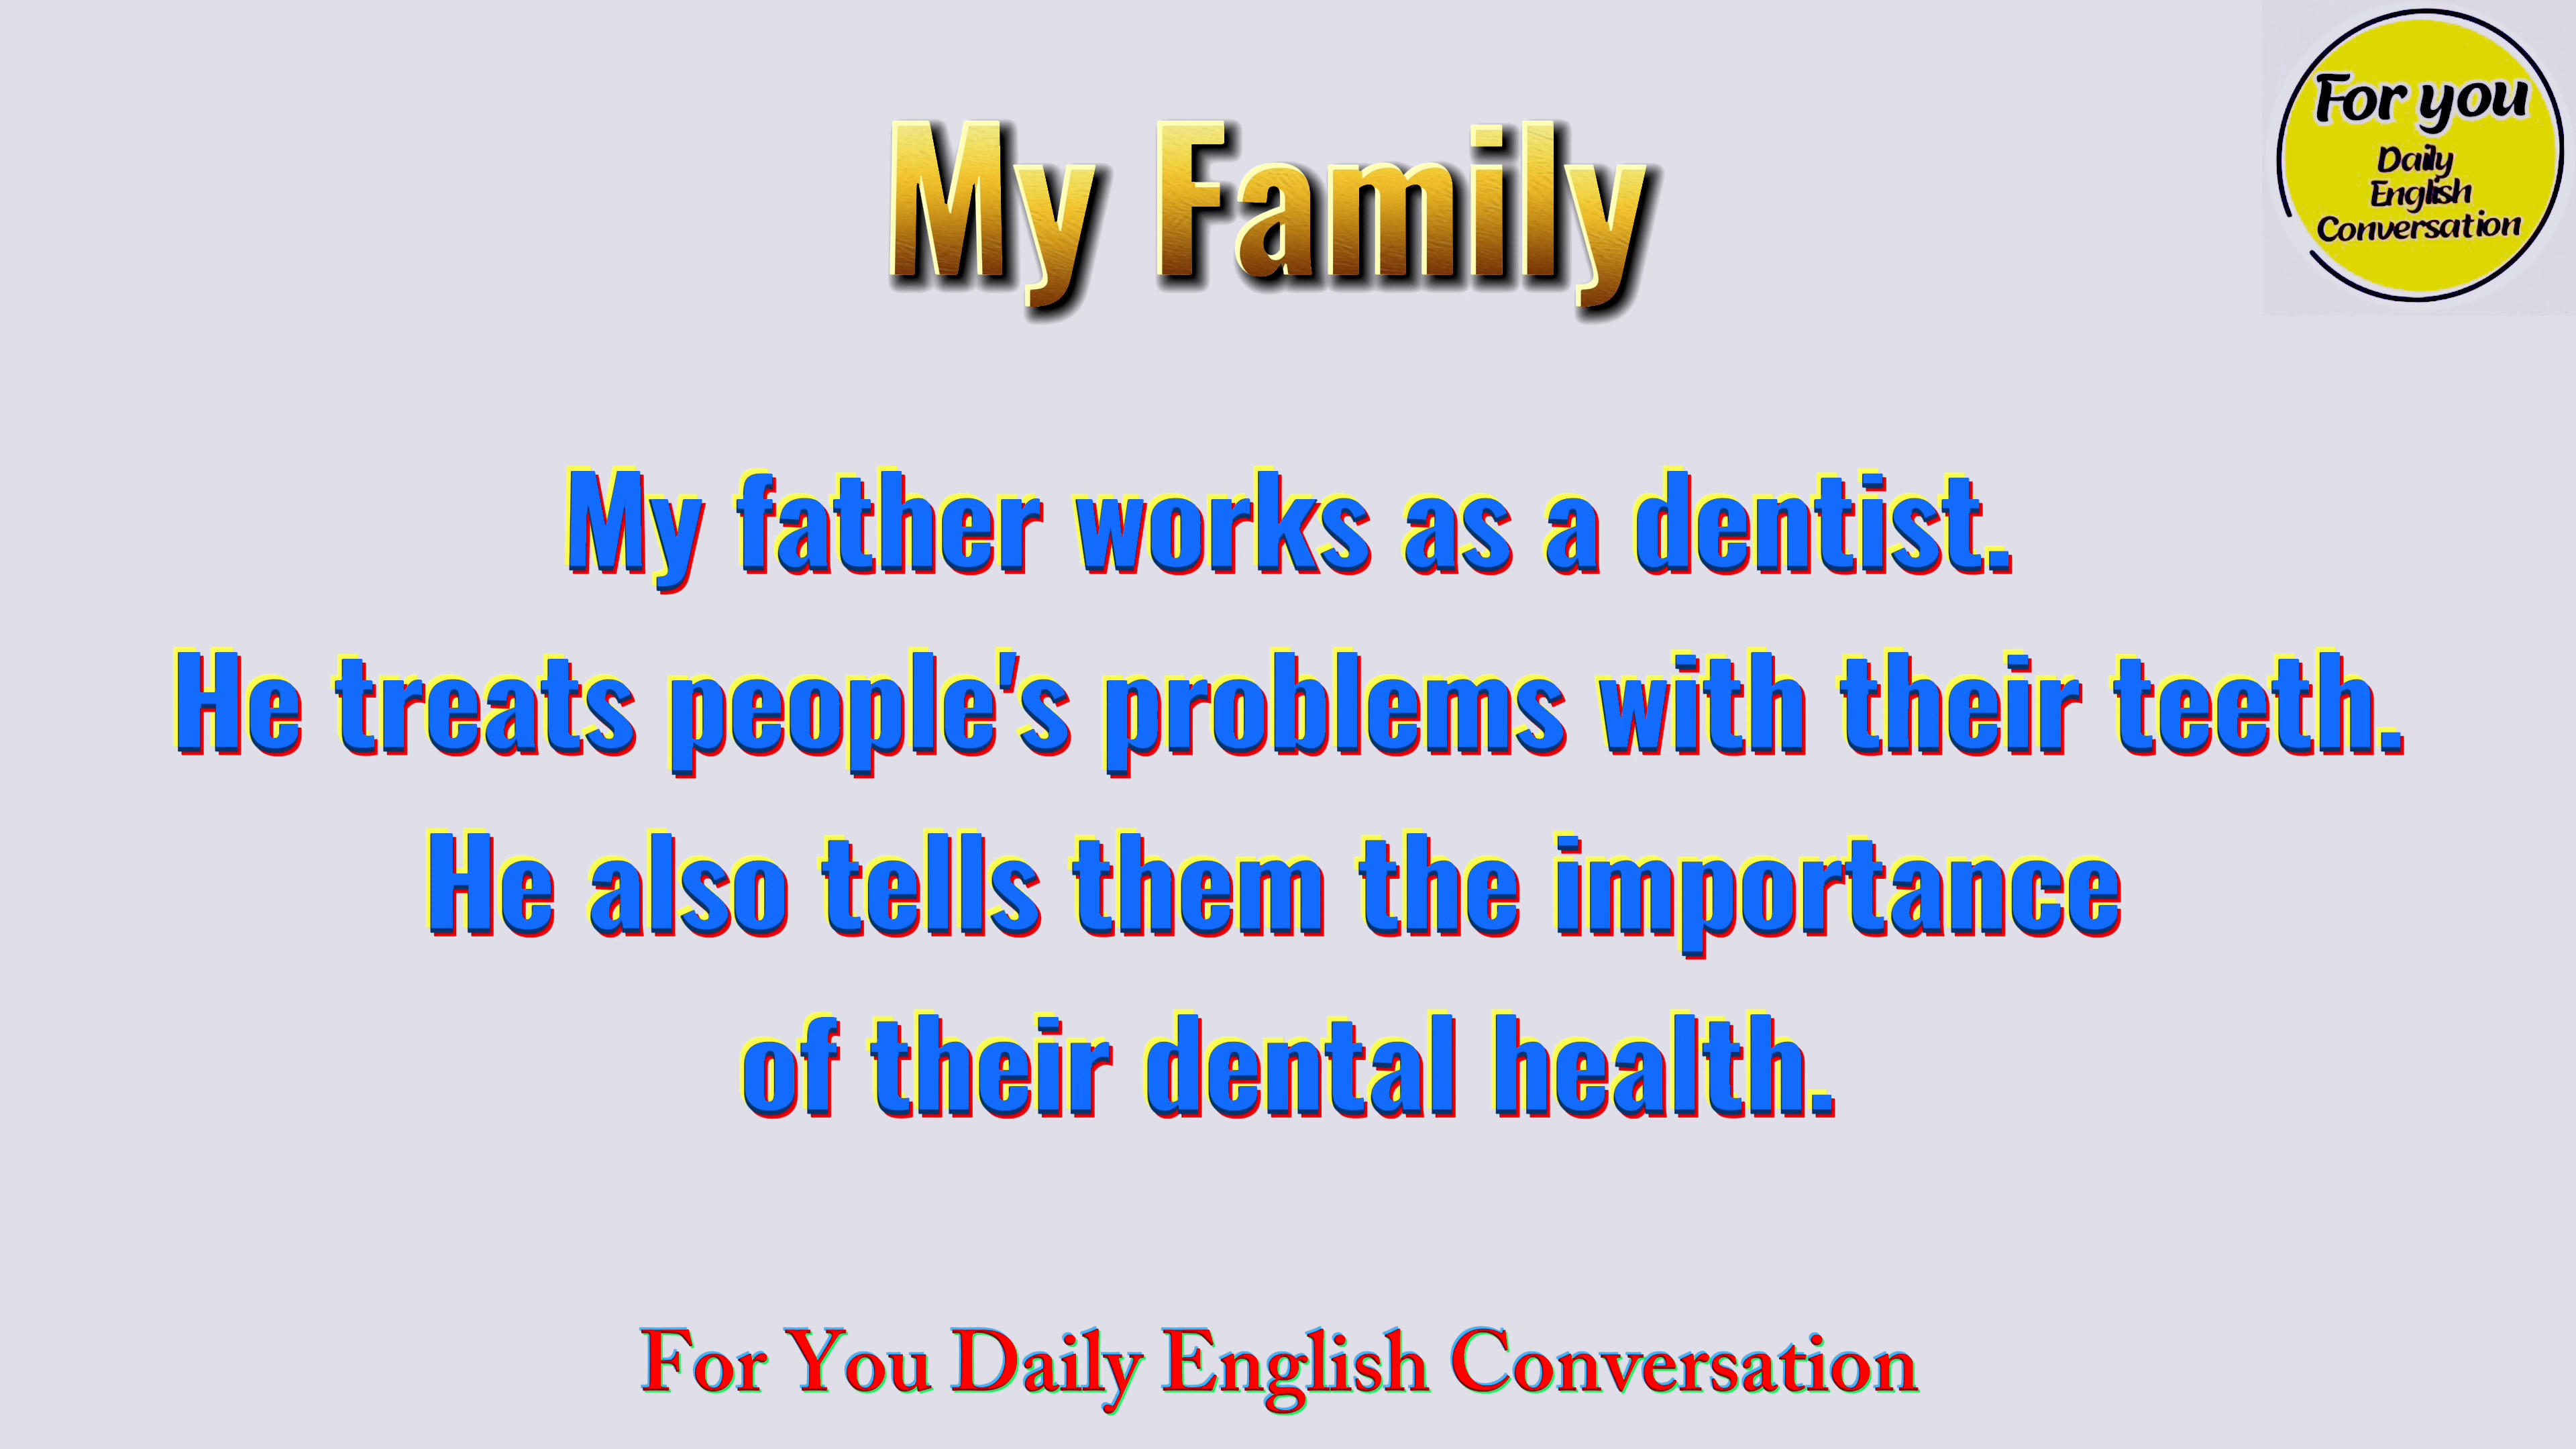 My Family
For you
Daily
English
Conversation
My father works as a dentist.
He treats people's problems with their teeth.
He also tells them the importance
of their dental health.
For You Daily English Conversation